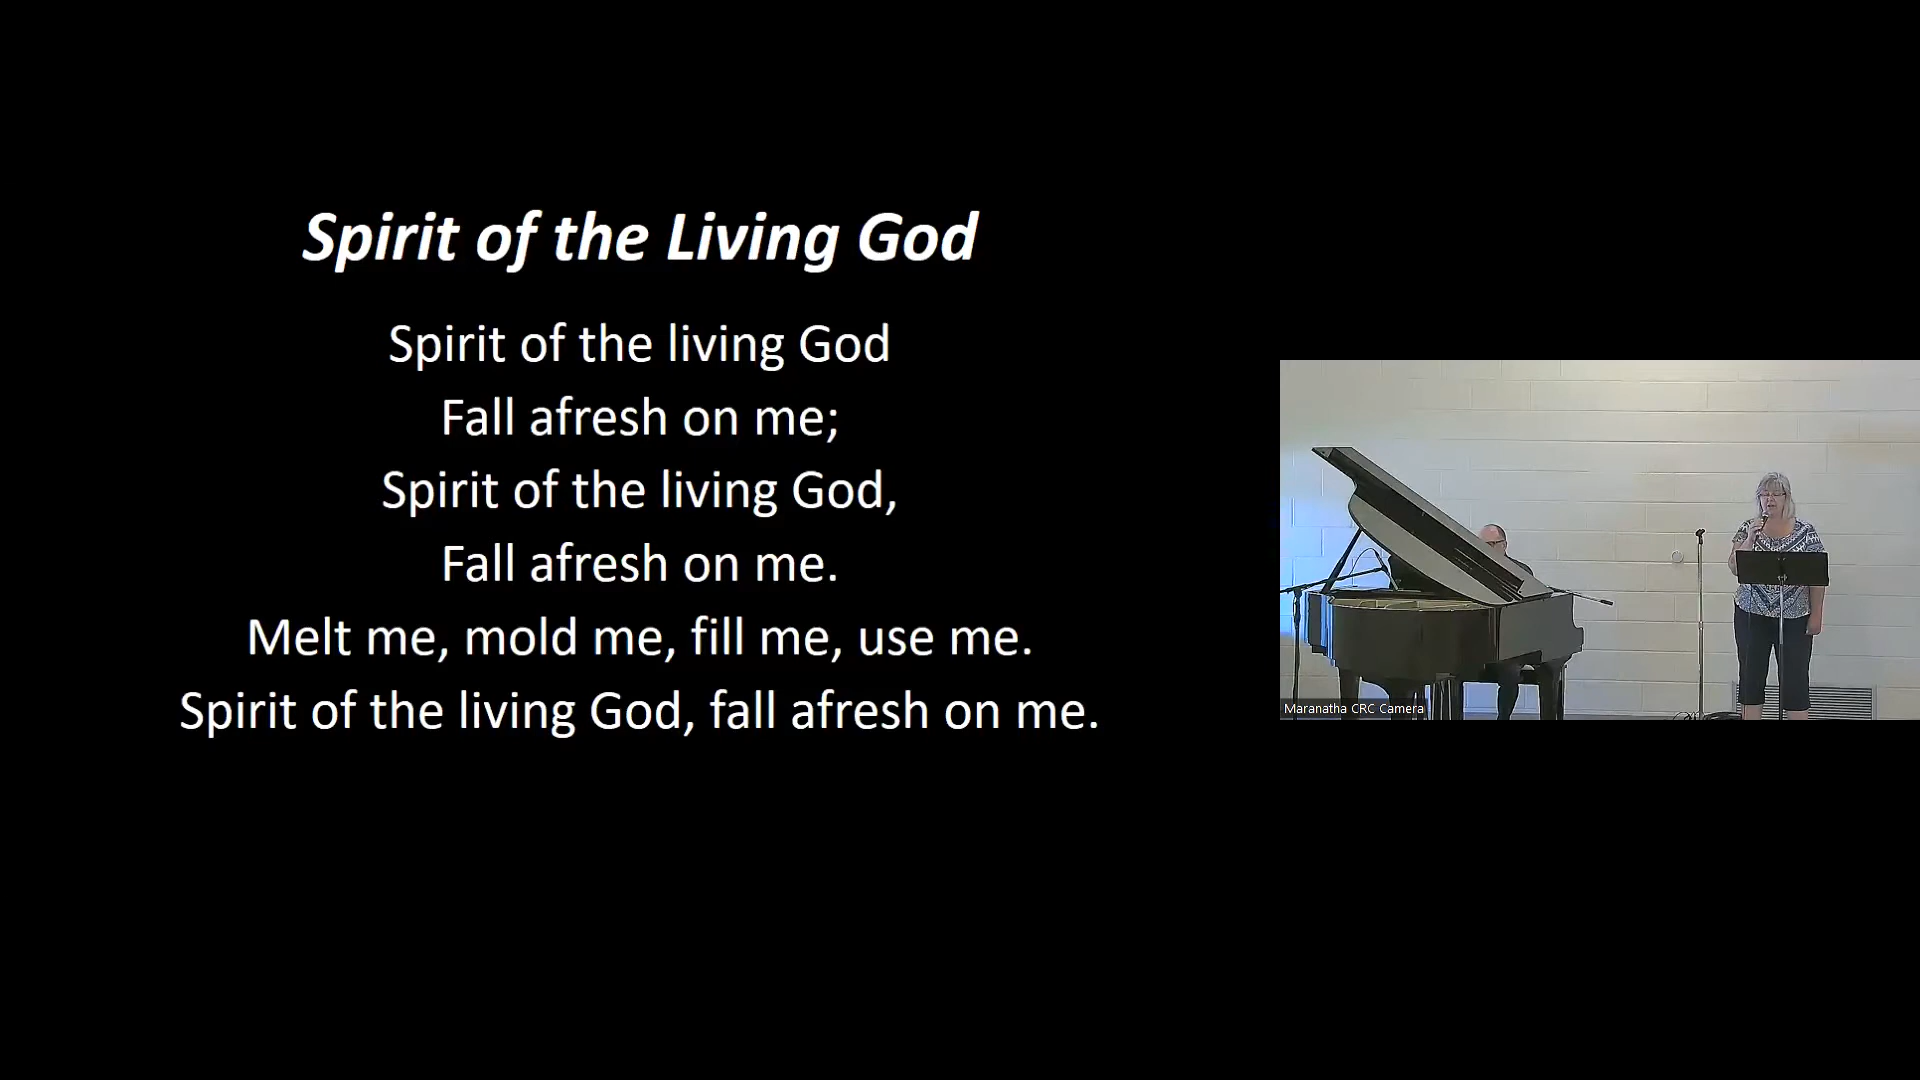 Spirit of the Living God
Spirit of the living God
Fall afresh on me;
Spirit of the living God,
Fall afresh on me.
Melt me, mold me, fill me, use me.
Spirit of the living God, fall afresh on me.
Maranatha CRC Camera